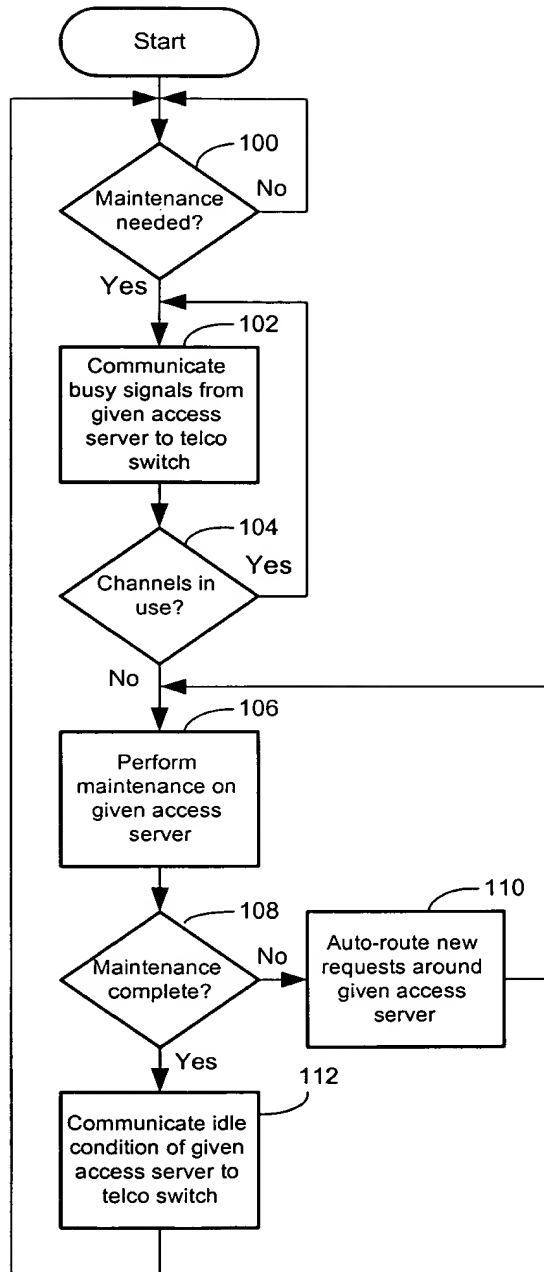 Start
100
Maintenance
needed?
No
Yes
102
Communicate
busy signals from
given access
server to telco
switch
104
Channels in
use?
Yes
No
106
Perform
maintenance on
given access
server
108
Maintenance
complete?
No
110
Auto-route new
requests around
given access
server
Yes
112
Communicate idle
condition of given
access server to
telco switch